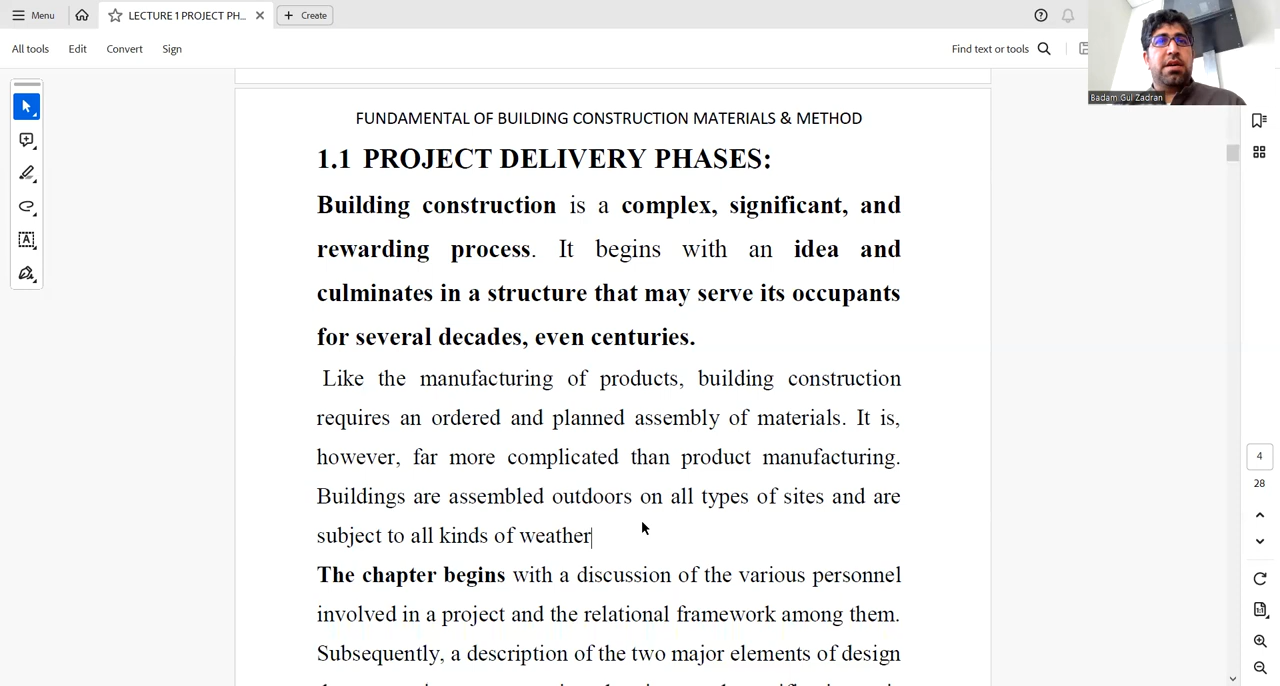 Menu
LECTURE 1 PROJECT PH...
Create
All tools
Edit
Convert
Sign
Find text or tools
Badam Gul Zadran
FUNDAMENTAL OF BUILDING CONSTRUCTION MATERIALS & METHOD
1.1 PROJECT DELIVERY PHASES:
Building construction is a complex, significant, and
rewarding process. It begins with an idea and
culminates in a structure that may serve its occupants
for several decades, even centuries.
Like the manufacturing of products, building construction
requires an ordered and planned assembly of materials. It is,
however, far more complicated than product manufacturing.
Buildings are assembled outdoors on all types of sites and are
subject to all kinds of weather
The chapter begins with a discussion of the various personnel
involved in a project and the relational framework among them.
Subsequently, a description of the two major elements of design
4
28